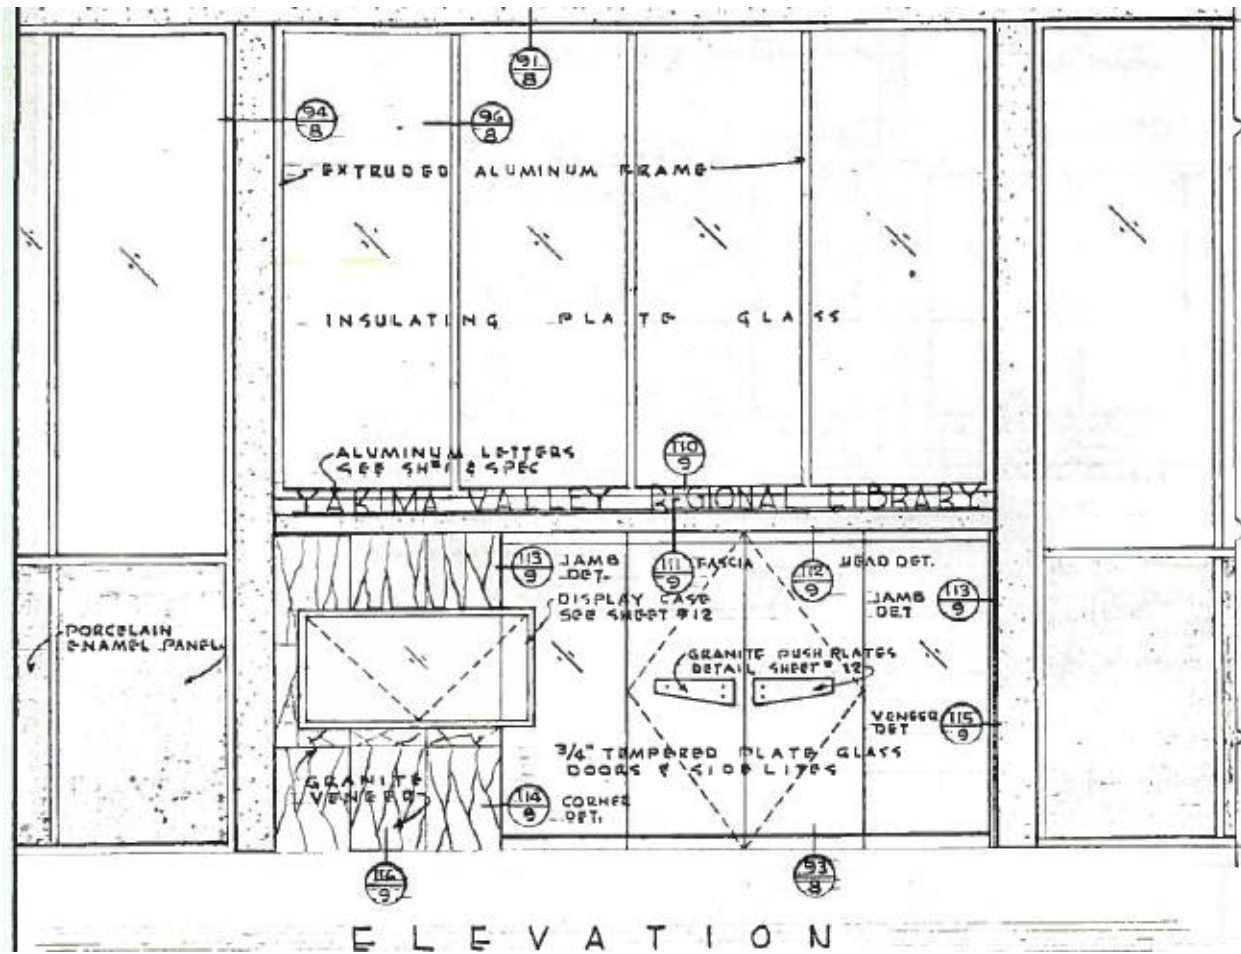 91
8
94
8
96
8
EXTRUDED ALUMINUM FRAME
INSULATING PLATE GLASS
110
9
ALUMINUM LETTERS
SEE SH#1 & SPEC
YAKIMA VALLEY REGIONAL LIBRARY
113
9
JAMB
DET.
111
9
FASCIA
112
9
HEAD DET.
JAMB
DET
113
9
DISPLAY CASE
SEE SHEET #12
PORCELAIN
ENAMEL PANEL
GRANITE PUSH PLATES
DETAIL SHEET # 12
VENEER
DET
115
9
3/4" TEMPERED PLATE GLASS
DOORS & SIDE LITES
GRANITE
VENEER
114
9
CORNER
DET.
116
9
93
8
ELEVATION